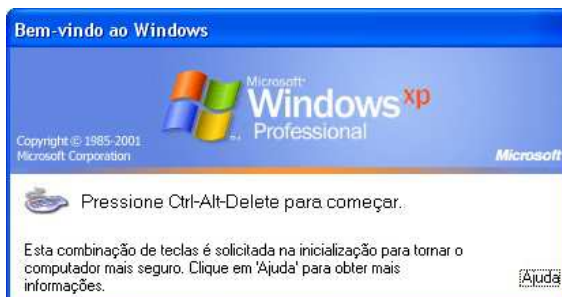 Bem-vindo ao Windows
Microsoft
Windows xp
Professional
Copyright © 1985-2001
Microsoft Corporation
Microsoft
Pressione Ctrl-Alt-Delete para começar.
Esta combinação de teclas é solicitada na inicialização para tornar o
computador mais seguro. Clique em 'Ajuda' para obter mais
informações.
Ajuda